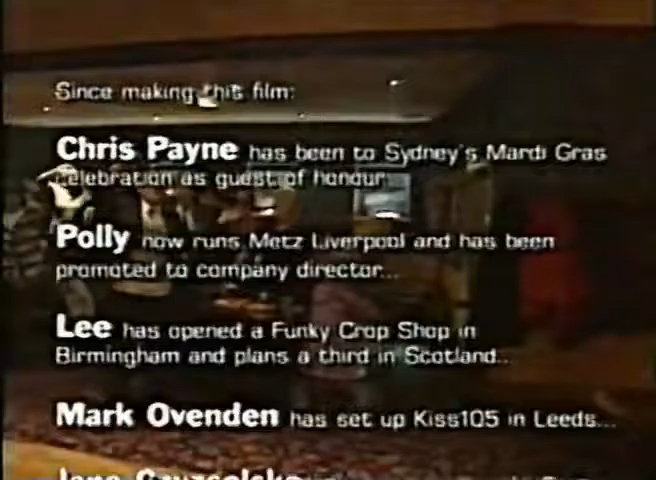 Since making this film:
Chris Payne has been to Sydney's Mardi Gras
celebration as guest of honour
Polly now runs Metz Liverpool and has been
promoted to company director...
Lee has opened a Funky Crop Shop in
Birmingham and plans a third in Scotland...
Mark Ovenden has set up Kiss105 in Leeds...